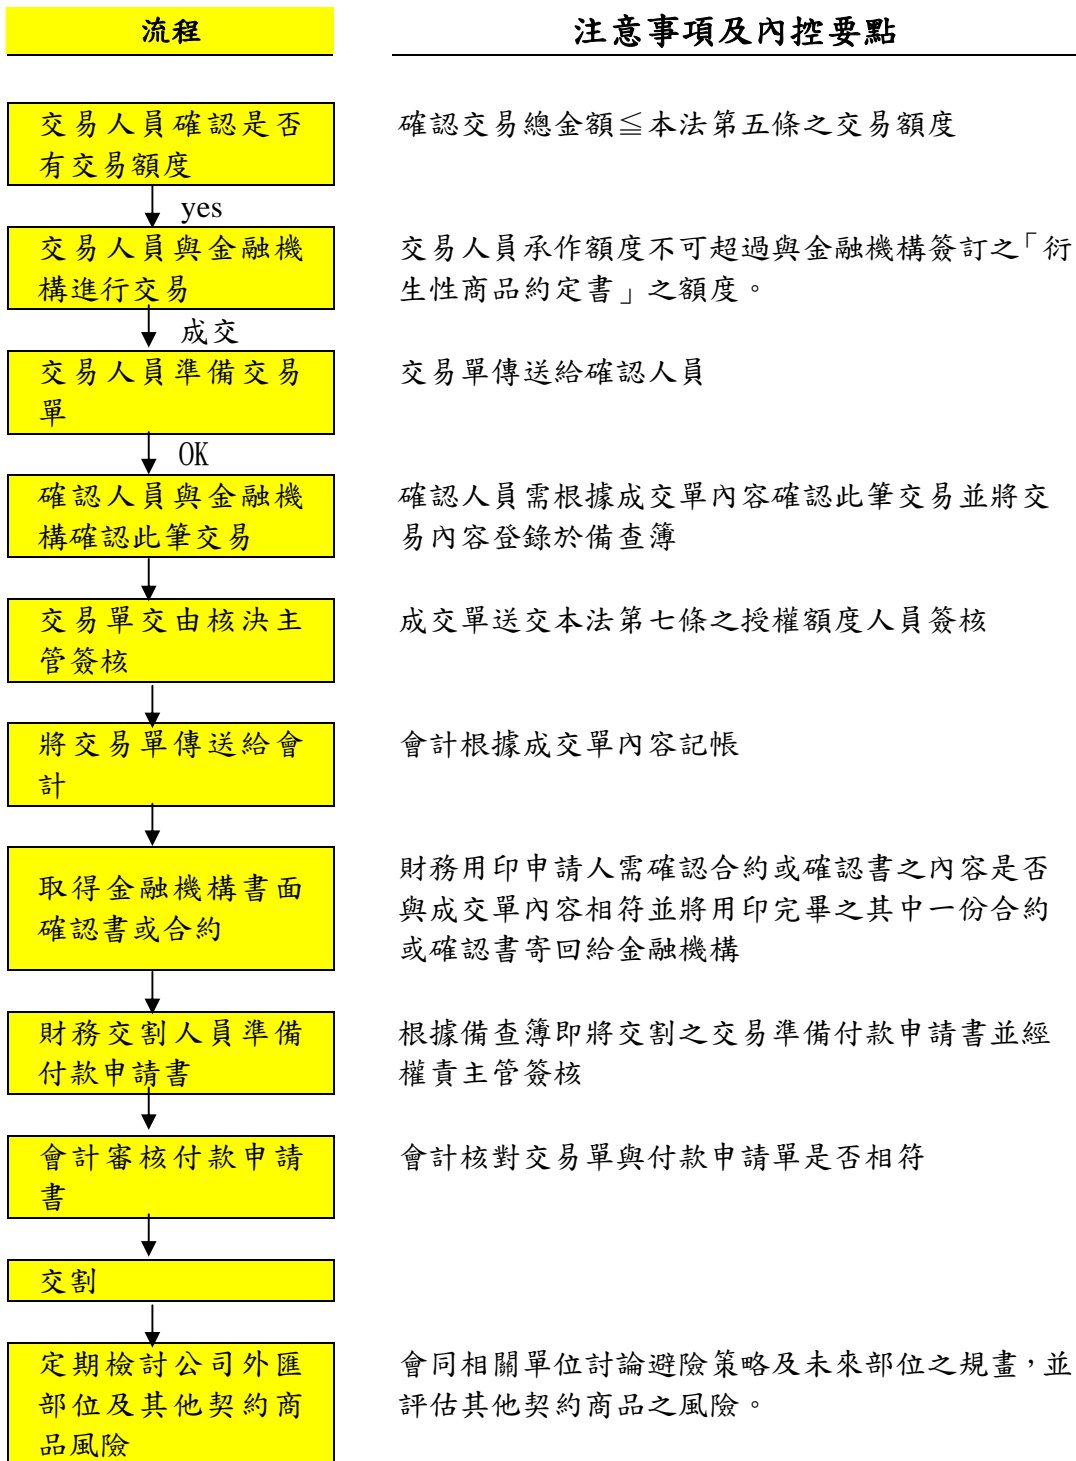 流程
注意事項及內控要點
交易人員確認是否
有交易額度
確認交易總金額≦本法第五條之交易額度
yes
交易人員與金融機
構進行交易
交易人員承作額度不可超過與金融機構簽訂之「衍
生性商品約定書」之額度。
成交
交易人員準備交易
單
交易單傳送給確認人員
OK
確認人員與金融機
構確認此筆交易
確認人員需根據成交單內容確認此筆交易並將交
易內容登錄於備查簿
交易單交由核決主
管簽核
成交單送交本法第七條之授權額度人員簽核
將交易單傳送給會
計
會計根據成交單內容記帳
取得金融機構書面
確認書或合約
財務用印申請人需確認合約或確認書之內容是否
與成交單內容相符並將用印完畢之其中一份合約
或確認書寄回給金融機構
財務交割人員準備
付款申請書
根據備查簿即將交割之交易準備付款申請書並經
權責主管簽核
會計審核付款申請
書
會計核對交易單與付款申請單是否相符
交割
定期檢討公司外匯
部位及其他契約商
品風險
會同相關單位討論避險策略及未來部位之規畫，並
評估其他契約商品之風險。